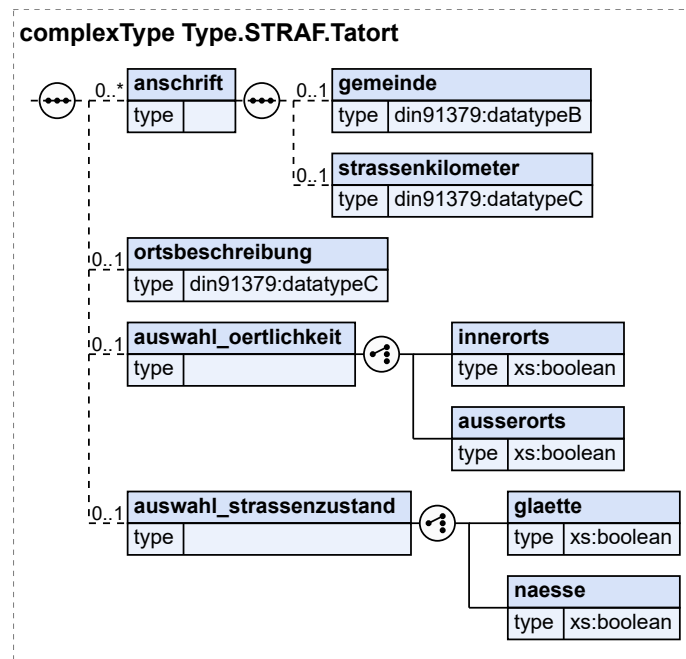 complexType Type.STRAF.Tatort
0..* anschrift
type
0..1 gemeinde
type din91379:datatypeB
0..1 strassenkilometer
type din91379:datatypeC
0..1 ortsbeschreibung
type din91379:datatypeC
0..1 auswahl_oertlichkeit
type
innerorts
type xs:boolean
ausserorts
type xs:boolean
0..1 auswahl_strassenzustand
type
glaette
type xs:boolean
naesse
type xs:boolean